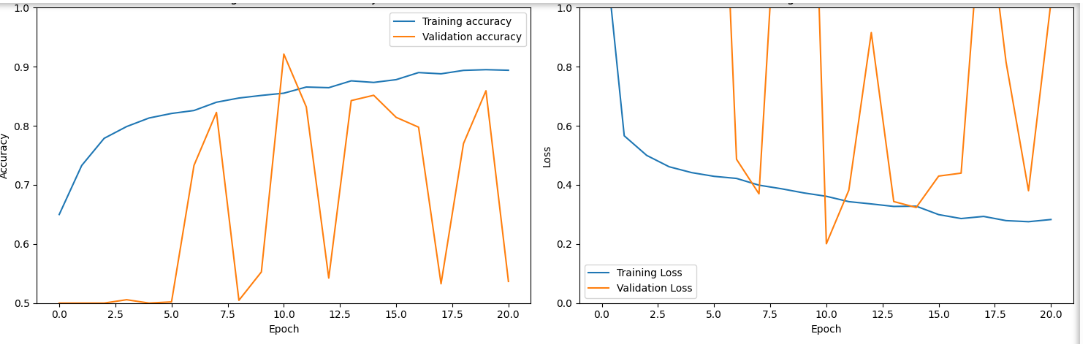 Training accuracy
Validation accuracy
1.0
0.9
0.8
0.7
0.6
0.5
Accuracy
0.0 2.5 5.0 7.5 10.0 12.5 15.0 17.5 20.0
Epoch
1.0
0.8
0.6
0.4
0.2
0.0
Loss
Training Loss
Validation Loss
0.0 2.5 5.0 7.5 10.0 12.5 15.0 17.5 20.0
Epoch